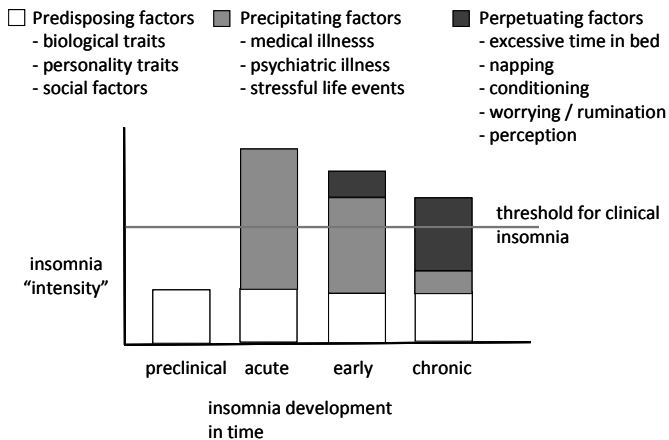 Predisposing factors
- biological traits
- personality traits
- social factors
Precipitating factors
- medical illnesss
- psychiatric illness
- stressful life events
Perpetuating factors
- excessive time in bed
- napping
- conditioning
- worrying / rumination
- perception
threshold for clinical
insomnia
insomnia
“intensity”
preclinical acute early chronic
insomnia development
in time